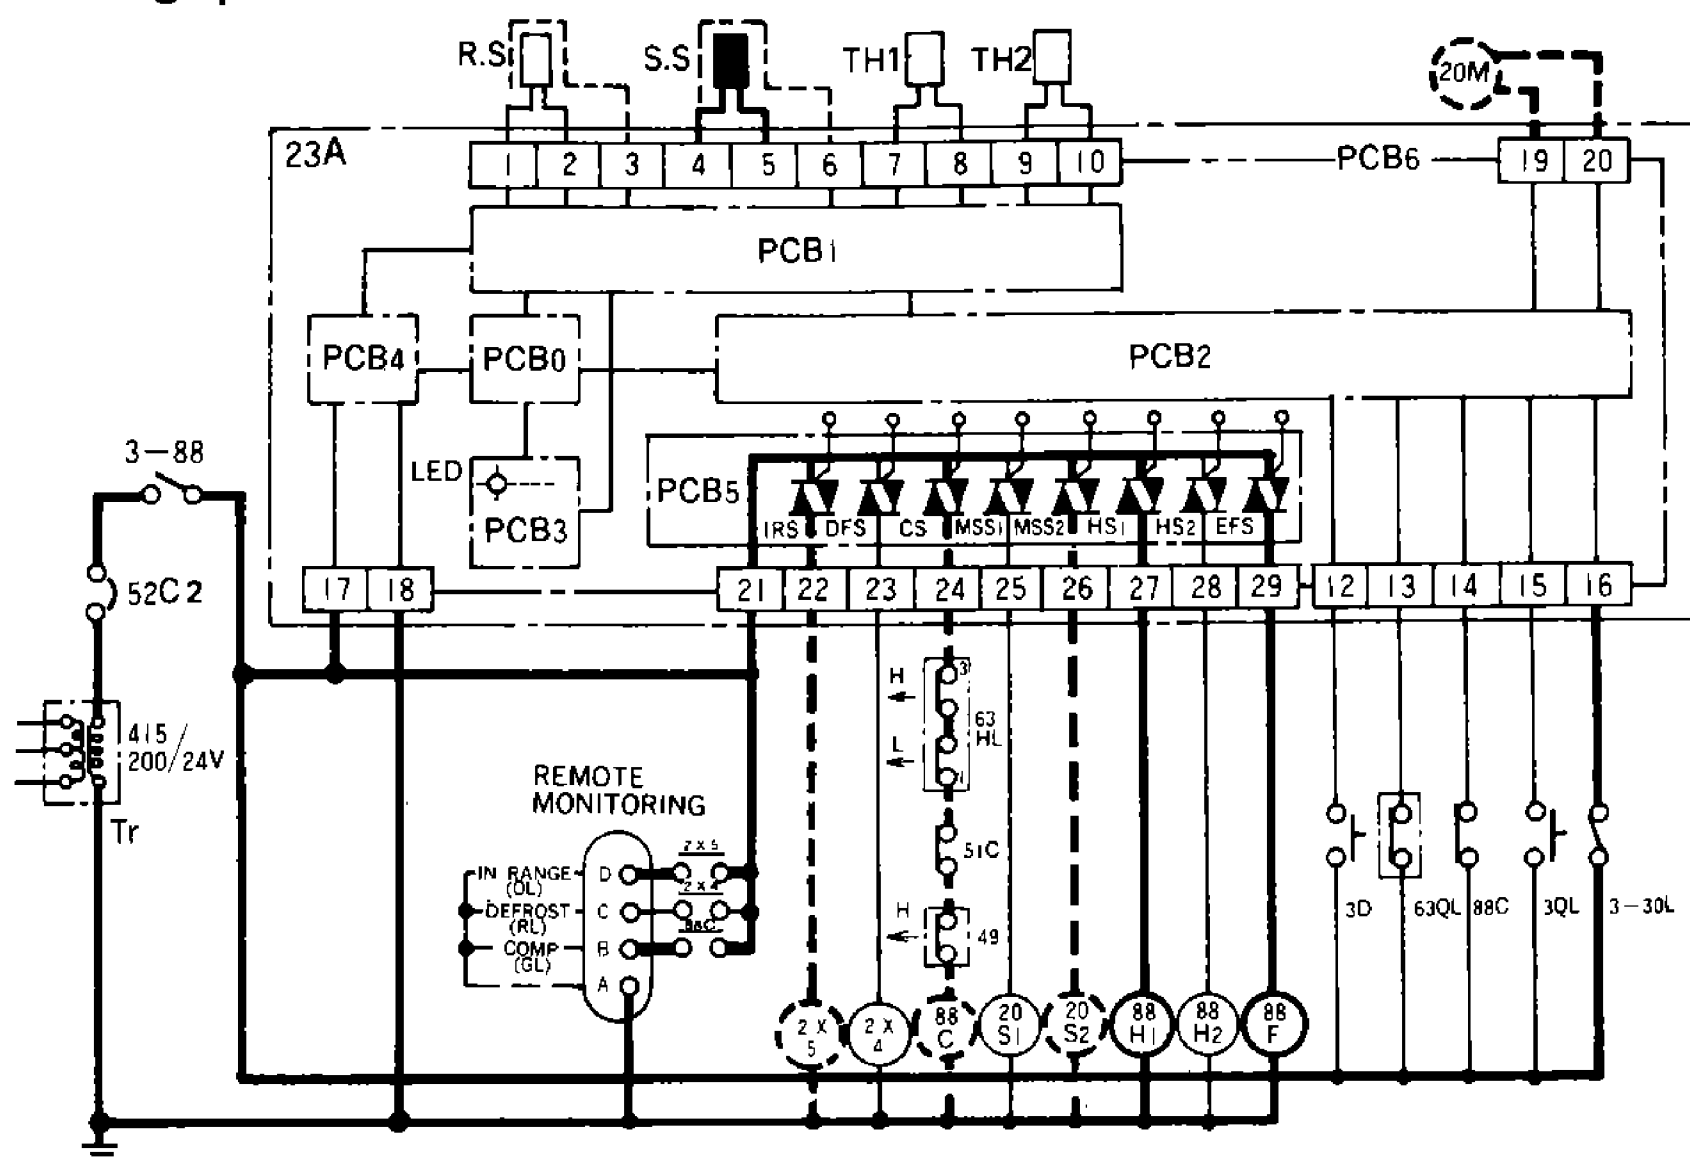 R.S
S.S
TH1
TH2
20M
23A
1 2 3 4 5 6 7 8 9 10
PCB6
19 20
PCB1
PCB4
PCB0
PCB2
3-88
LED
PCB5
PCB3
IRS DFS CS MSS1 MSS2 HS1 HS2 EFS
52C2
17 18
21 22 23 24 25 26 27 28 29
12 13 14 15 16
H
3
63
HL
L
1
415/
200/24V
Tr
REMOTE
MONITORING
51C
2X5
IN RANGE
(OL)
D
2X4
DEFROST
(RL)
C
88C
COMP
(GL)
B
A
H
49
3D
63QL
88C
3QL
3-30L
2X
5
2X
4
88
C
20
S1
20
S2
88
H1
88
H2
88
F